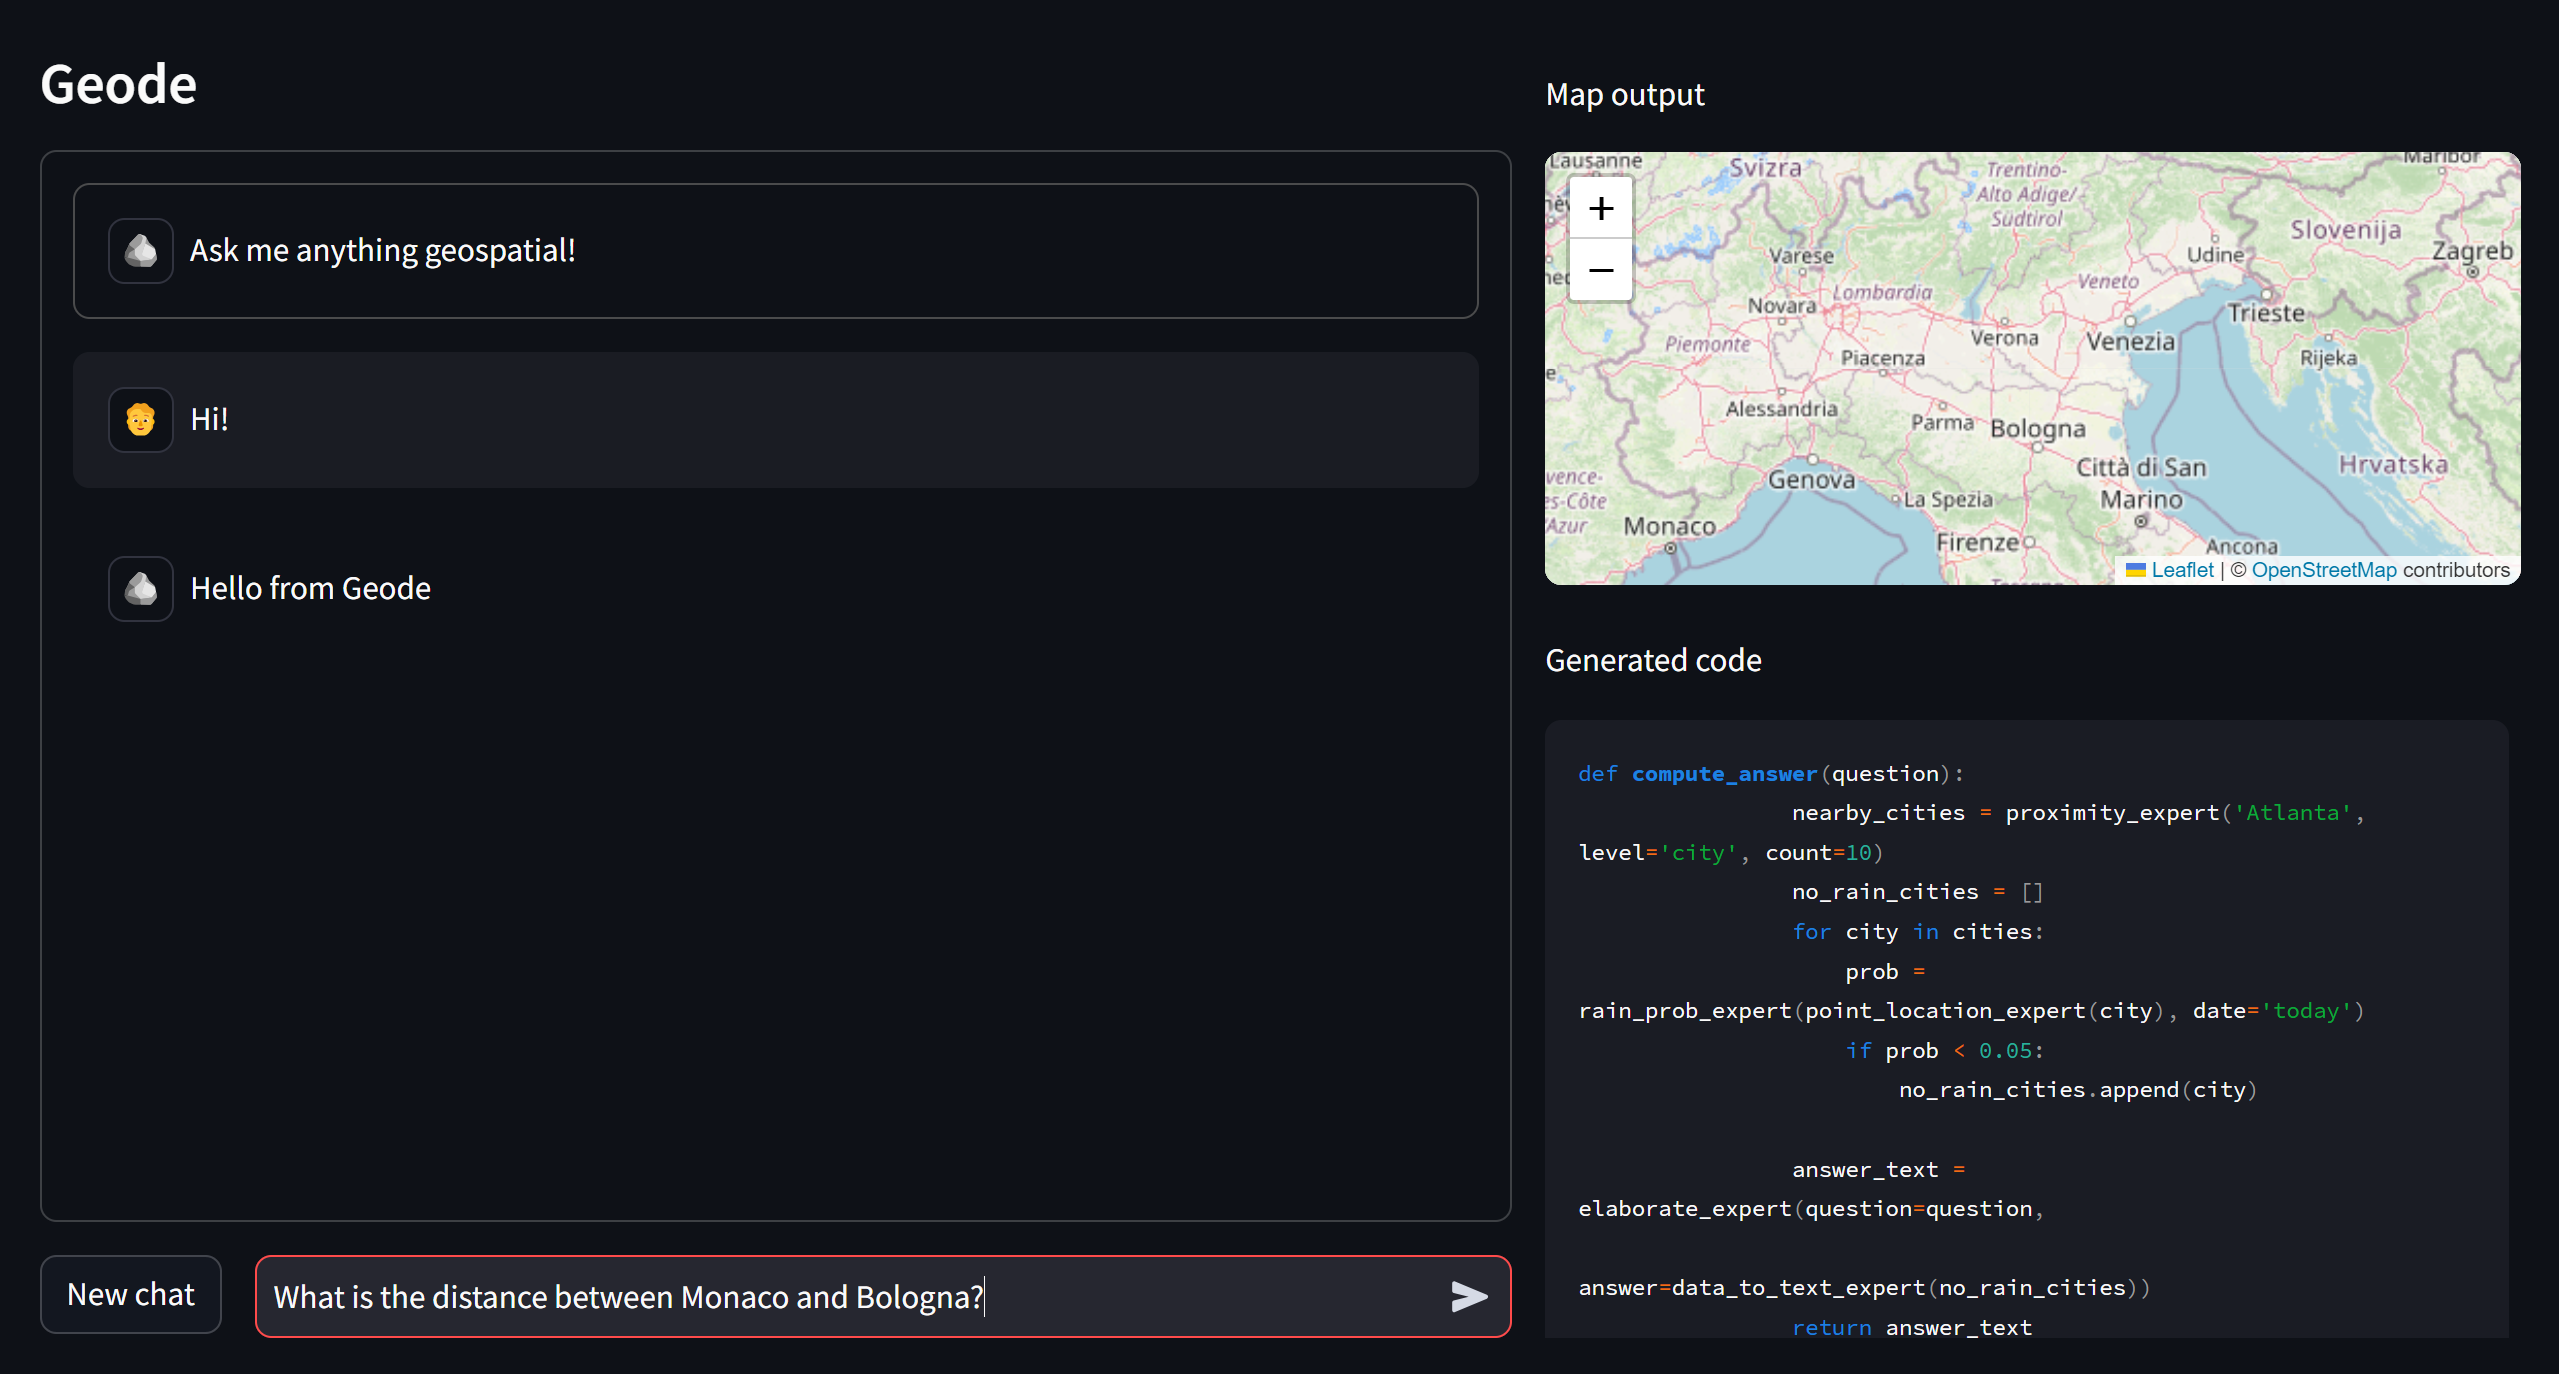 Geode
Ask me anything geospatial!
Hi!
Hello from Geode
New chat
What is the distance between Monaco and Bologna?
Map output
+
−
Lausanne
Svizra
Trentino-
Alto Adige/
Südtirol
Maribor
Slovenija
Zagreb
Udine
Varese
Veneto
Lombardia
Novara
Trieste
Verona
Venezia
Piemonte
Piacenza
Rijeka
Alessandria
Parma
Bologna
Genova
Città di San
Marino
Hrvatska
vence-
es-Côte
Azur
La Spezia
Monaco
Firenze
Ancona
Leaflet | © OpenStreetMap contributors
Generated code
def compute_answer(question):
nearby_cities = proximity_expert('Atlanta',
level='city', count=10)
no_rain_cities = []
for city in cities:
prob =
rain_prob_expert(point_location_expert(city), date='today')
if prob < 0.05:
no_rain_cities.append(city)
answer_text =
elaborate_expert(question=question,
answer=data_to_text_expert(no_rain_cities))
return answer_text